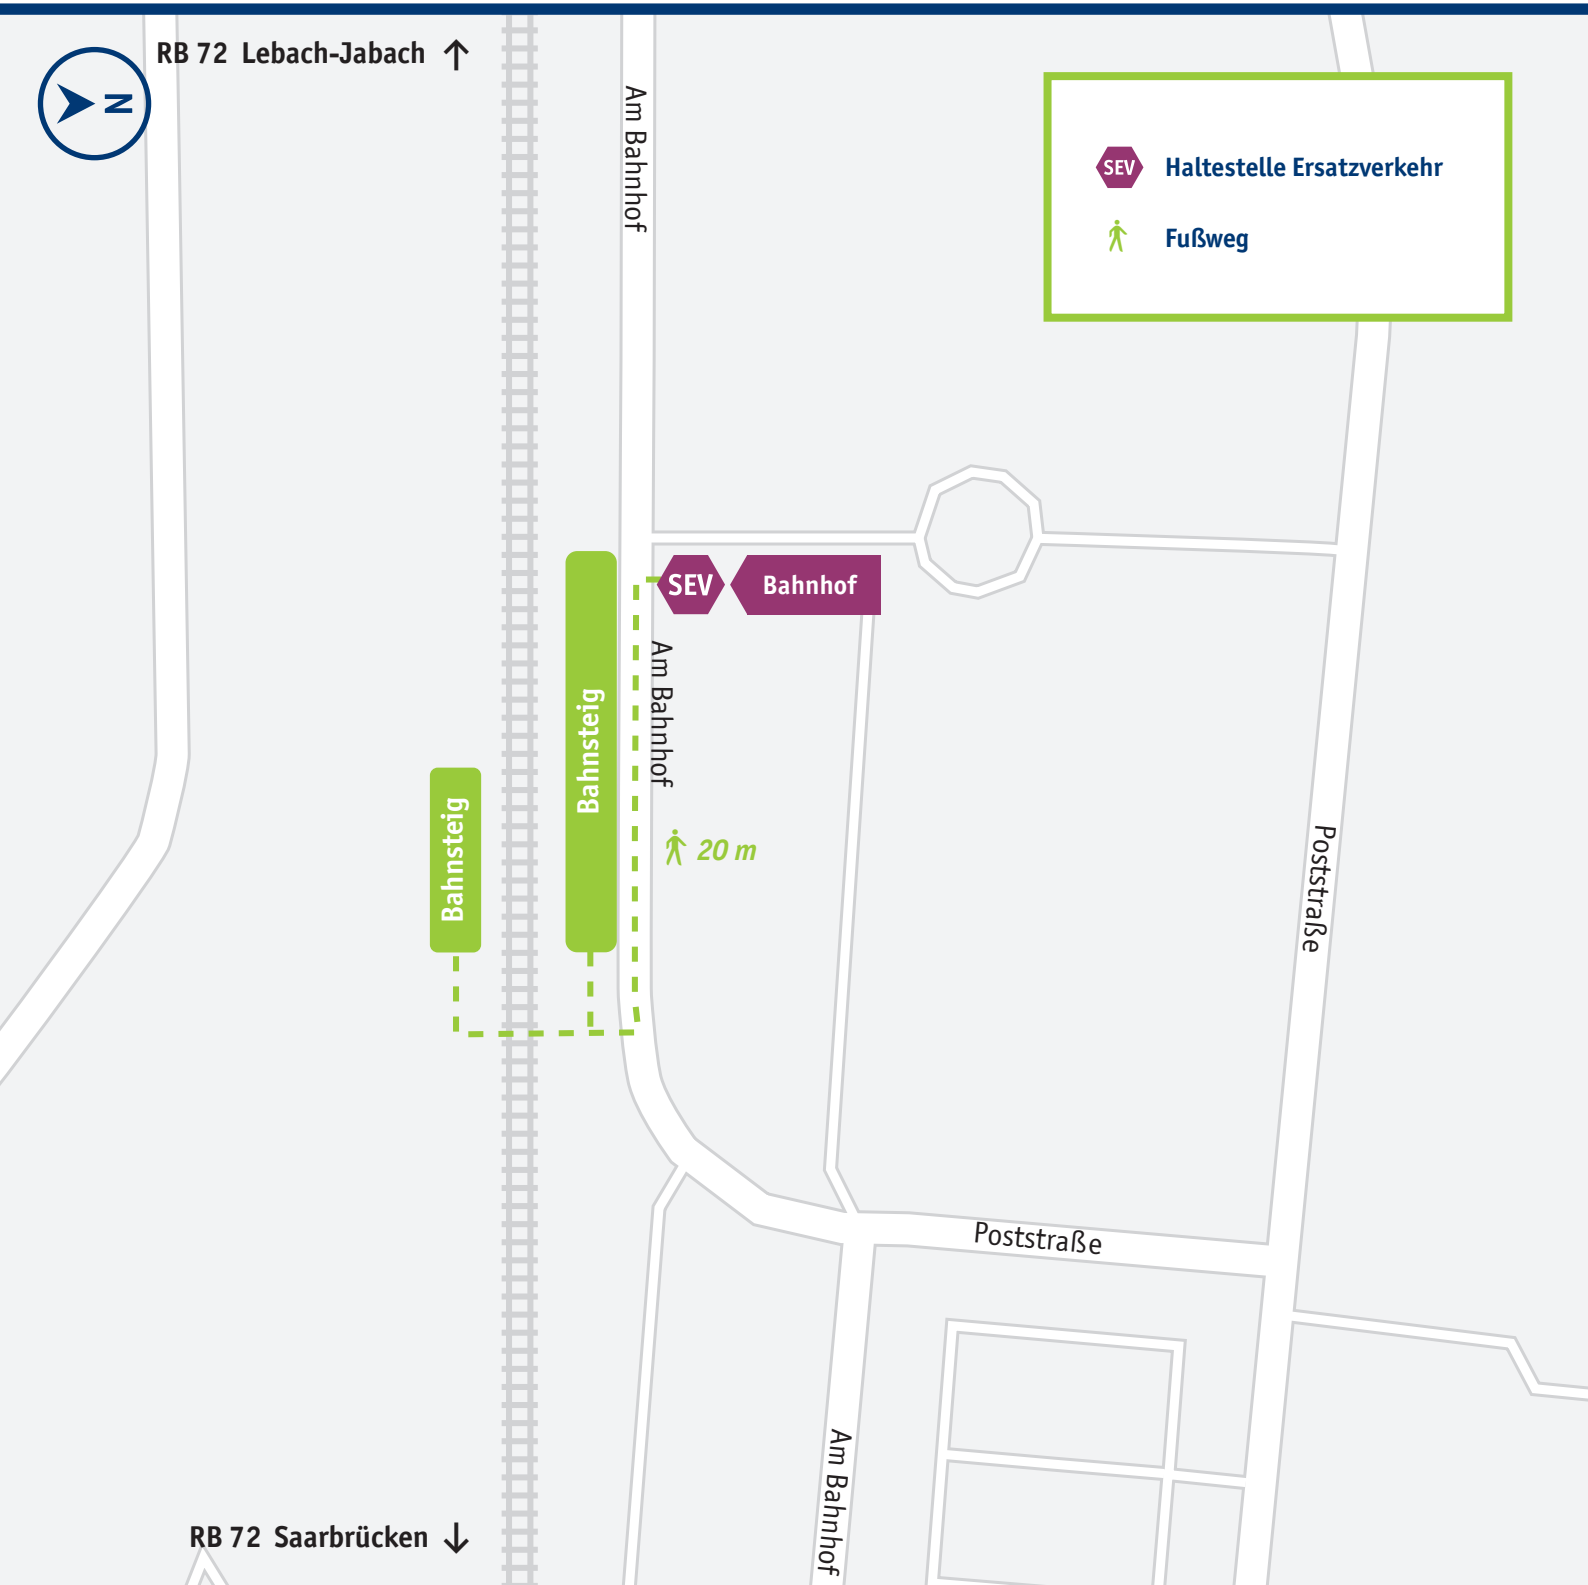 RB 72 Lebach-Jabach ↑
N
Am Bahnhof
SEV Haltestelle Ersatzverkehr
Fußweg
SEV Bahnhof
Am Bahnhof
Bahnsteig
Bahnsteig
20 m
Poststraße
Poststraße
Am Bahnhof
RB 72 Saarbrücken ↓